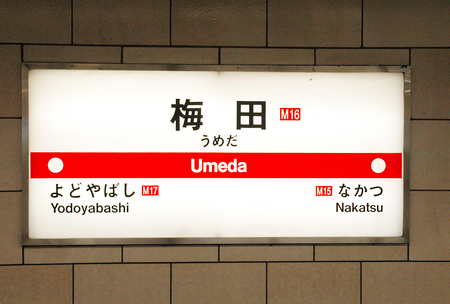 梅田 M16
うめだ
Umeda
よどやばし M17 M15 なかつ
Yodoyabashi Nakatsu